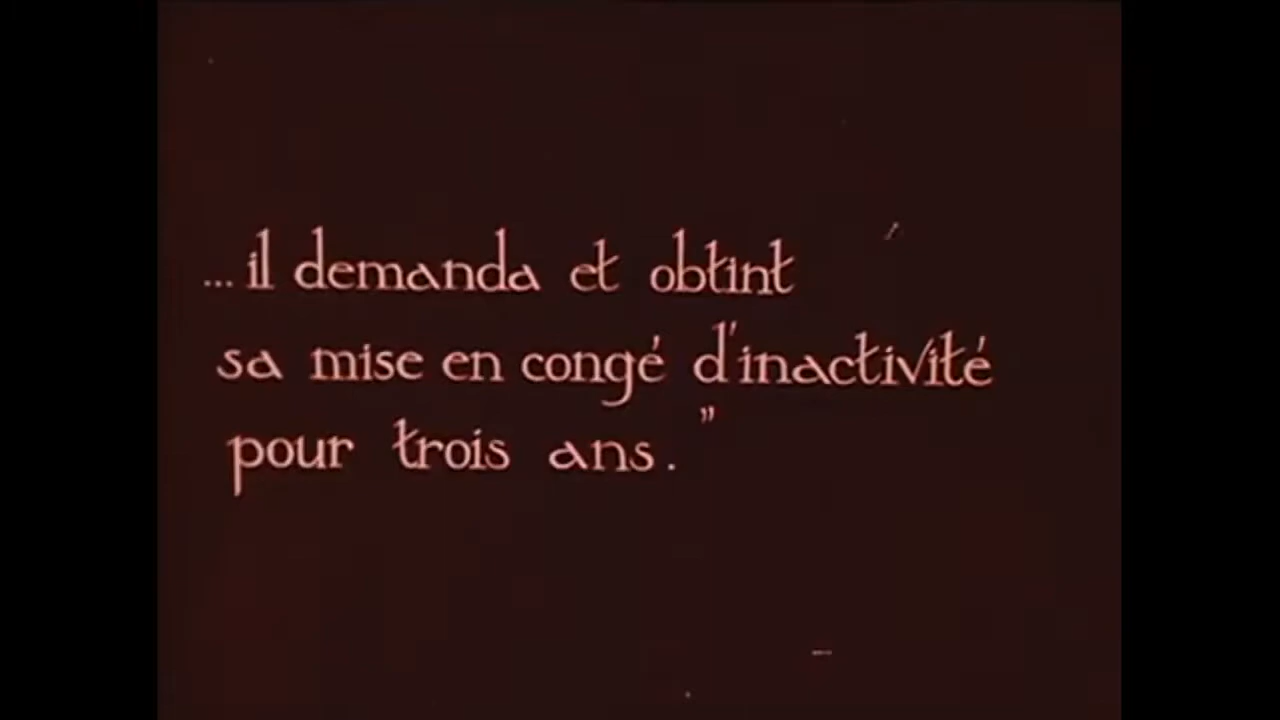 ...il demanda et obtint
sa mise en congé d'inactivité
pour trois ans."